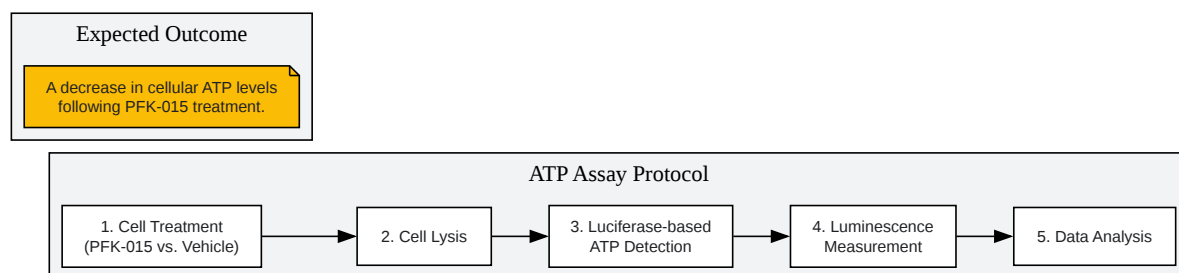 Expected Outcome
A decrease in cellular ATP levels
following PFK-015 treatment.
ATP Assay Protocol
1. Cell Treatment
(PFK-015 vs. Vehicle)
2. Cell Lysis
3. Luciferase-based
ATP Detection
4. Luminescence
Measurement
5. Data Analysis